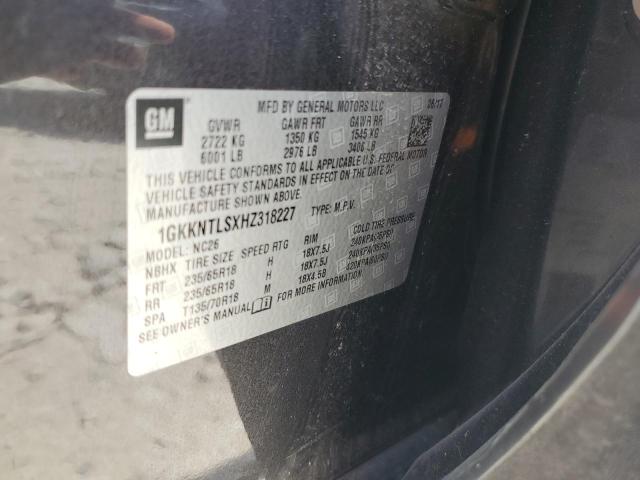 GM
MFD BY GENERAL MOTORS LLC 06/17
GVWR GAWR FRT GAWR RR
2722 KG 1350 KG 1545 KG
6001 LB 2976 LB 3406 LB
THIS VEHICLE CONFORMS TO ALL APPLICABLE U.S. FEDERAL MOTOR
VEHICLE SAFETY STANDARDS IN EFFECT ON THE DATE OF
MANUFACTURE SHOWN ABOVE.
1GKKNTLSXHZ318227 TYPE: M.P.V.
MODEL: NC26
NBHX TIRE SIZE SPEED RTG RIM COLD TIRE PRESSURE
FRT 235/65R18 H 18X7.5J 240KPA(35PSI)
RR 235/65R18 H 18X7.5J 240KPA(35PSI)
SPA T135/70R18 M 18X4.5B 420KPA(60PSI)
SEE OWNER'S MANUAL FOR MORE INFORMATION.